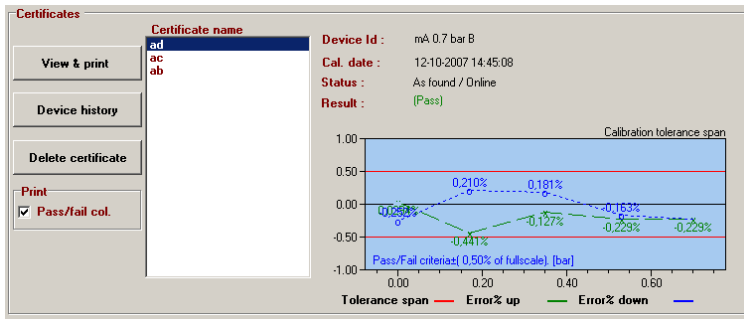 Certificates
Certificate name
ad
ac
ab
View & print
Device history
Delete certificate
Print
Pass/fail col.
Device Id : mA 0.7 bar B
Cal. date : 12-10-2007 14:45:08
Status : As found / Online
Result : (Pass)
Calibration tolerance span
1.00
0.50
0.00
-0.50
-1.00
0,210%
0,181%
-0,163%
-0,441%
-0,127%
-0,229%
-0,229%
Pass/Fail criteria±( 0,50% of fullscale). [bar]
0.00 0.20 0.40 0.60
Tolerance span Error% up Error% down